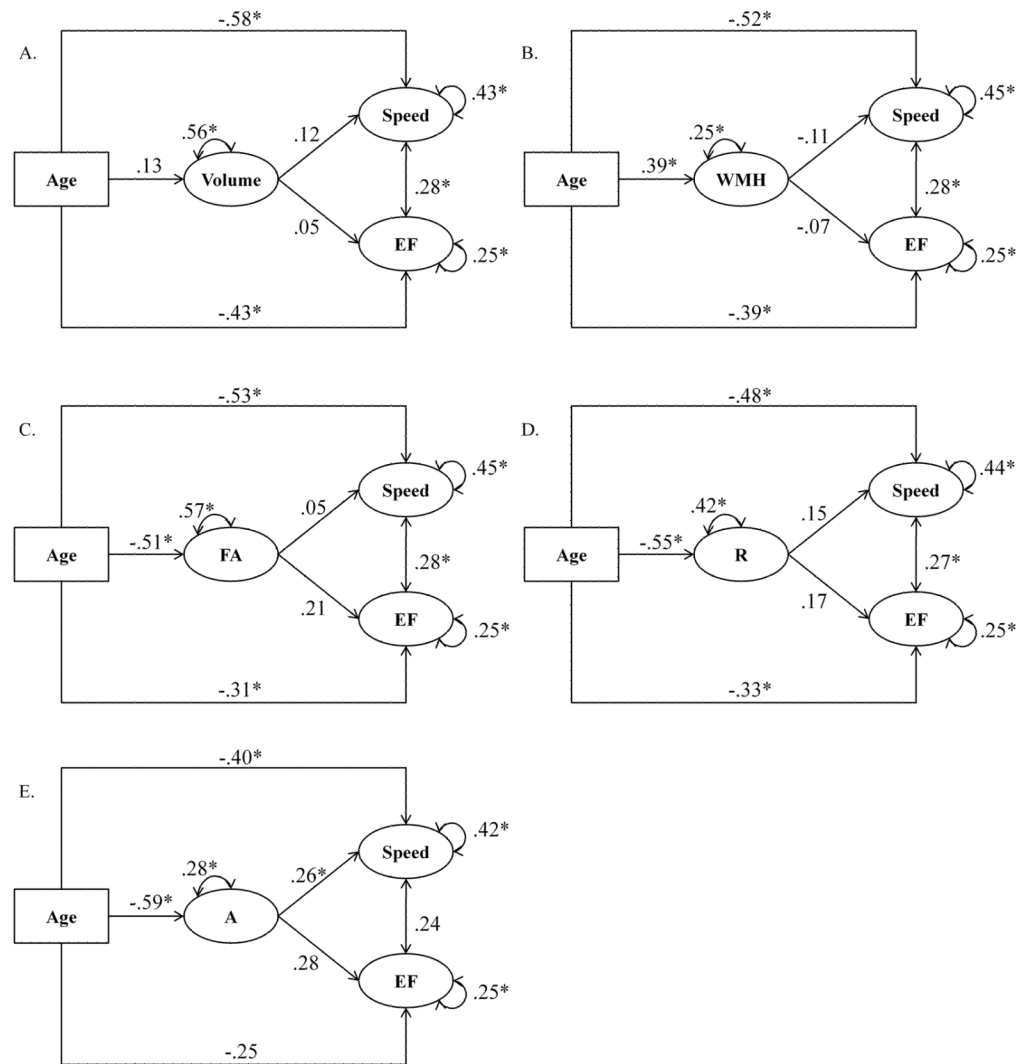 A.
-.58*
Age
.13
.56*
Volume
.12
.05
Speed
.43*
.28*
EF
.25*
-.43*
B.
-.52*
Age
.39*
.25*
WMH
-.11
-.07
Speed
.45*
.28*
EF
.25*
-.39*
C.
-.53*
Age
-.51*
.57*
FA
.05
.21
Speed
.45*
.28*
EF
.25*
-.31*
D.
-.48*
Age
-.55*
.42*
R
.15
.17
Speed
.44*
.27*
EF
.25*
-.33*
E.
-.40*
Age
-.59*
.28*
A
.26*
.28
Speed
.42*
.24
EF
.25*
-.25